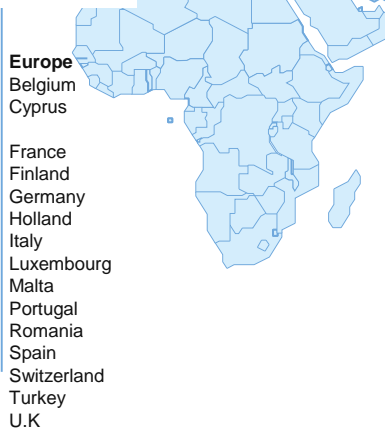 Europe
Belgium
Cyprus
France
Finland
Germany
Holland
Italy
Luxembourg
Malta
Portugal
Romania
Spain
Switzerland
Turkey
U.K